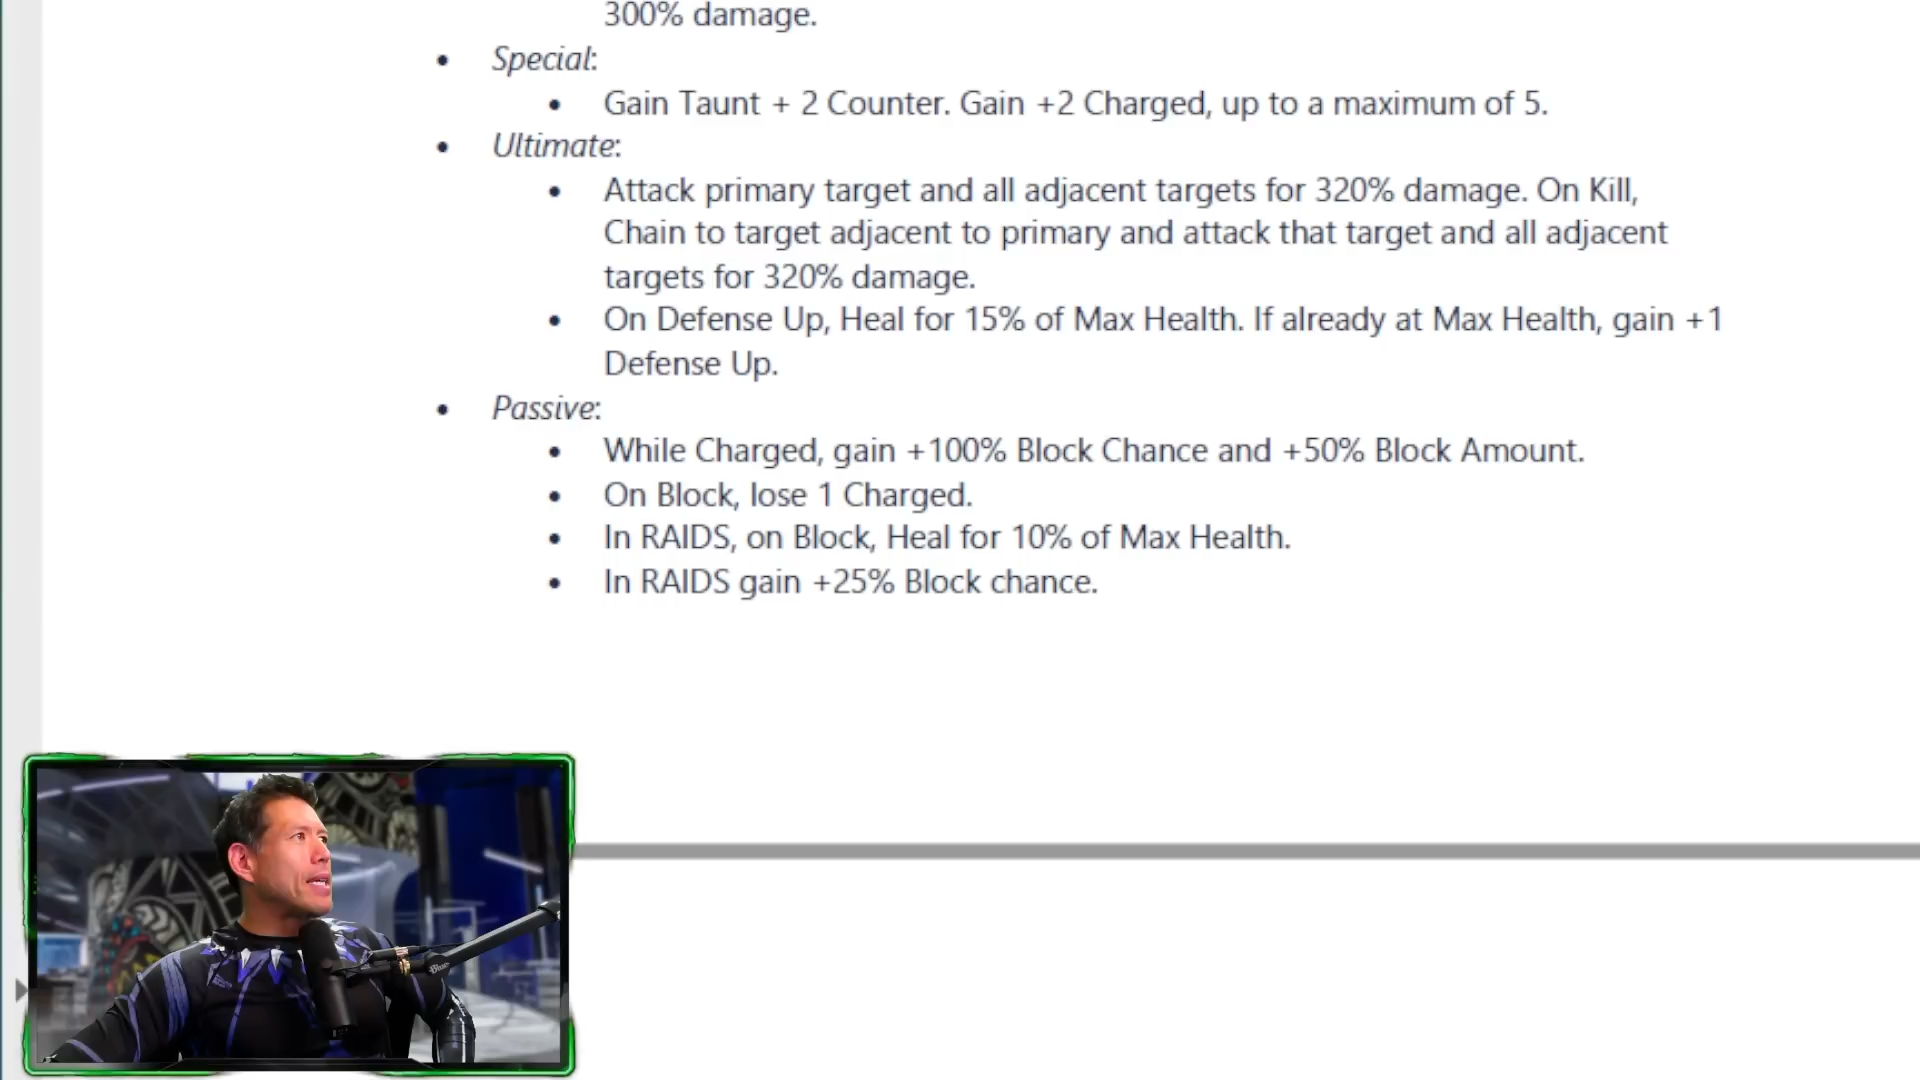 300% damage.
• Special:
• Gain Taunt + 2 Counter. Gain +2 Charged, up to a maximum of 5.
• Ultimate:
• Attack primary target and all adjacent targets for 320% damage. On Kill,
Chain to target adjacent to primary and attack that target and all adjacent
targets for 320% damage.
• On Defense Up, Heal for 15% of Max Health. If already at Max Health, gain +1
Defense Up.
• Passive:
• While Charged, gain +100% Block Chance and +50% Block Amount.
• On Block, lose 1 Charged.
• In RAIDS, on Block, Heal for 10% of Max Health.
• In RAIDS gain +25% Block chance.
Blue